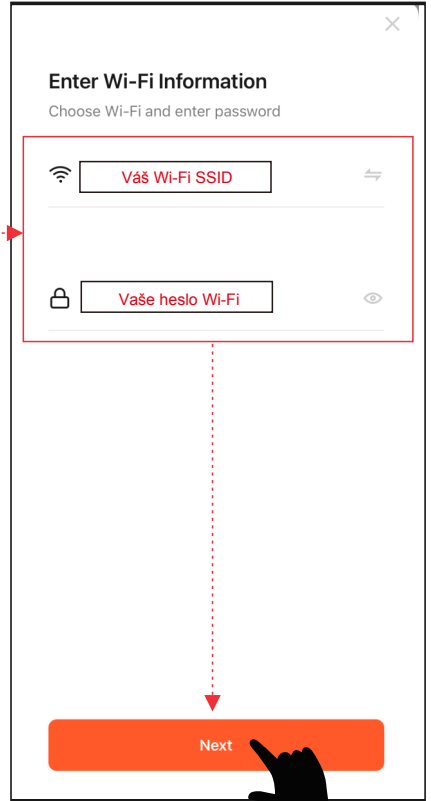 Enter Wi-Fi Information
Choose Wi-Fi and enter password
Váš Wi-Fi SSID
Vaše heslo Wi-Fi
Next